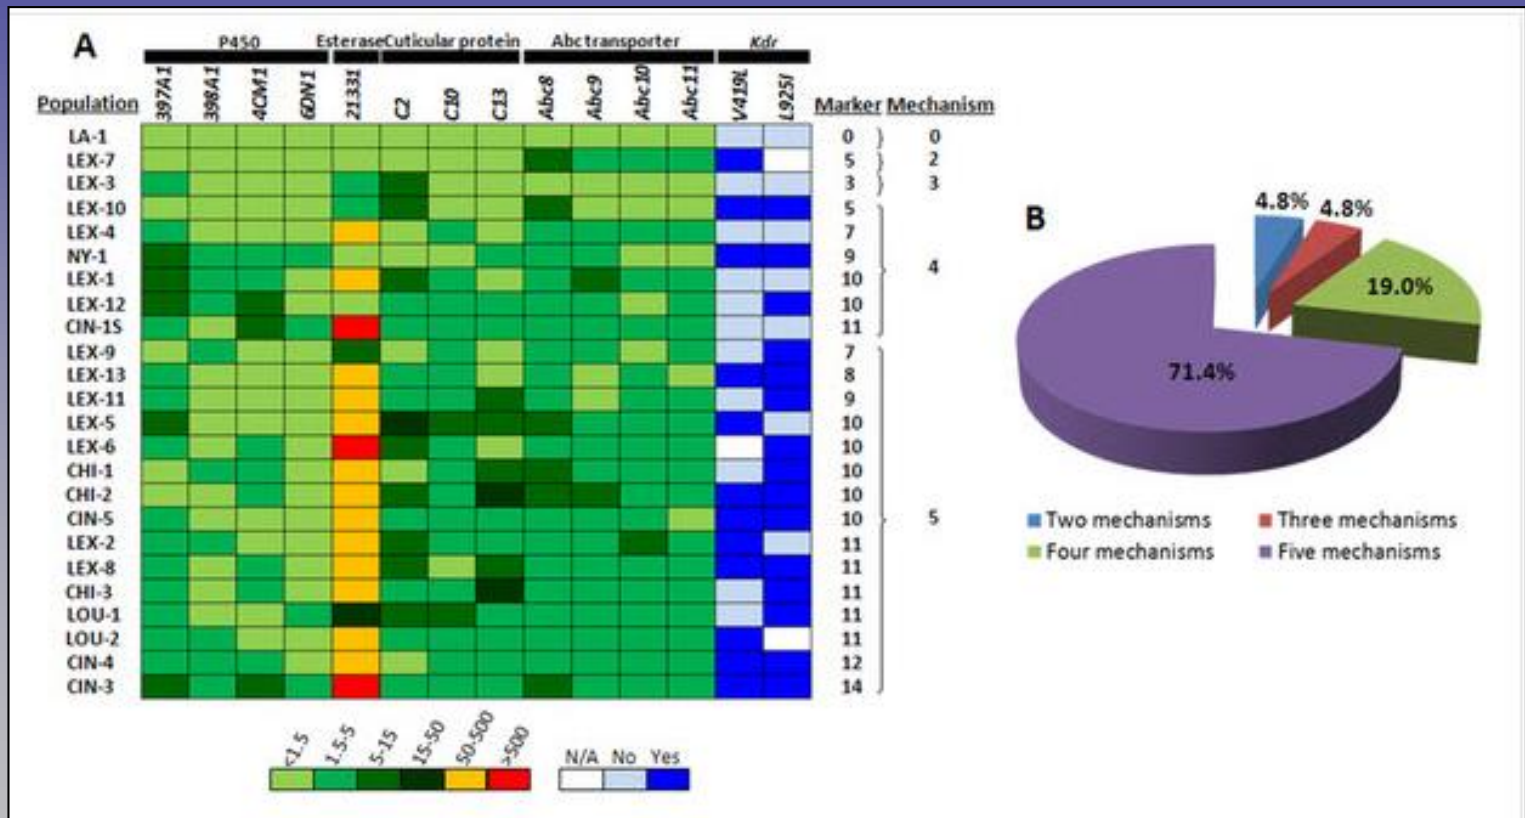 A
P450 Esterase Cuticular protein Abc transporter Kdr
Population 397A1 398A1 4CM1 6DN1 21331 C2 C10 C13 Abc8 Abc9 Abc10 Abc11 V419L L925I Marker Mechanism
LA-1 0 0
LEX-7 5 2
LEX-3 3 3
LEX-10 5
LEX-4 7
NY-1 9
4
LEX-1 10
LEX-12 10
CIN-1S 11
LEX-9 7
LEX-13 8
LEX-11 9
LEX-5 10
LEX-6 10
CHI-1 10
CHI-2 10
CIN-5 10 5
LEX-2 11
LEX-8 11
CHI-3 11
LOU-1 11
LOU-2 11
CIN-4 12
CIN-3 14
<1.5 1.5-5 5-15 15-50 50-500 >500
N/A No Yes
B
4.8% 4.8%
19.0%
71.4%
Two mechanisms Three mechanisms
Four mechanisms Five mechanisms